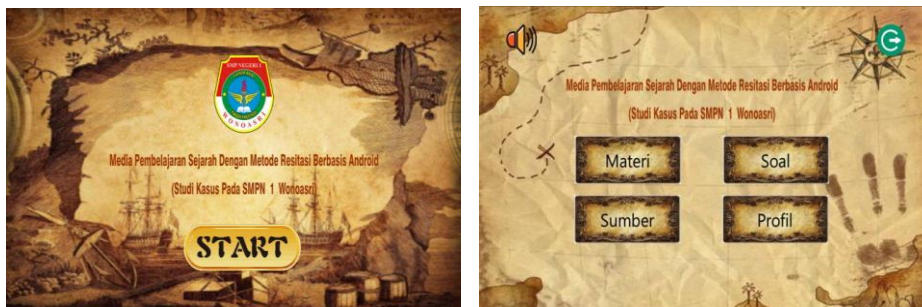 SMP NEGERI 1
WONOASRI
Media Pembelajaran Sejarah Dengan Metode Resitasi Berbasis Android
(Studi Kasus Pada SMPN 1 Wonoasri)
START
Media Pembelajaran Sejarah Dengan Metode Resitasi Berbasis Android
(Studi Kasus Pada SMPN 1 Wonoasri)
Materi
Soal
Sumber
Profil